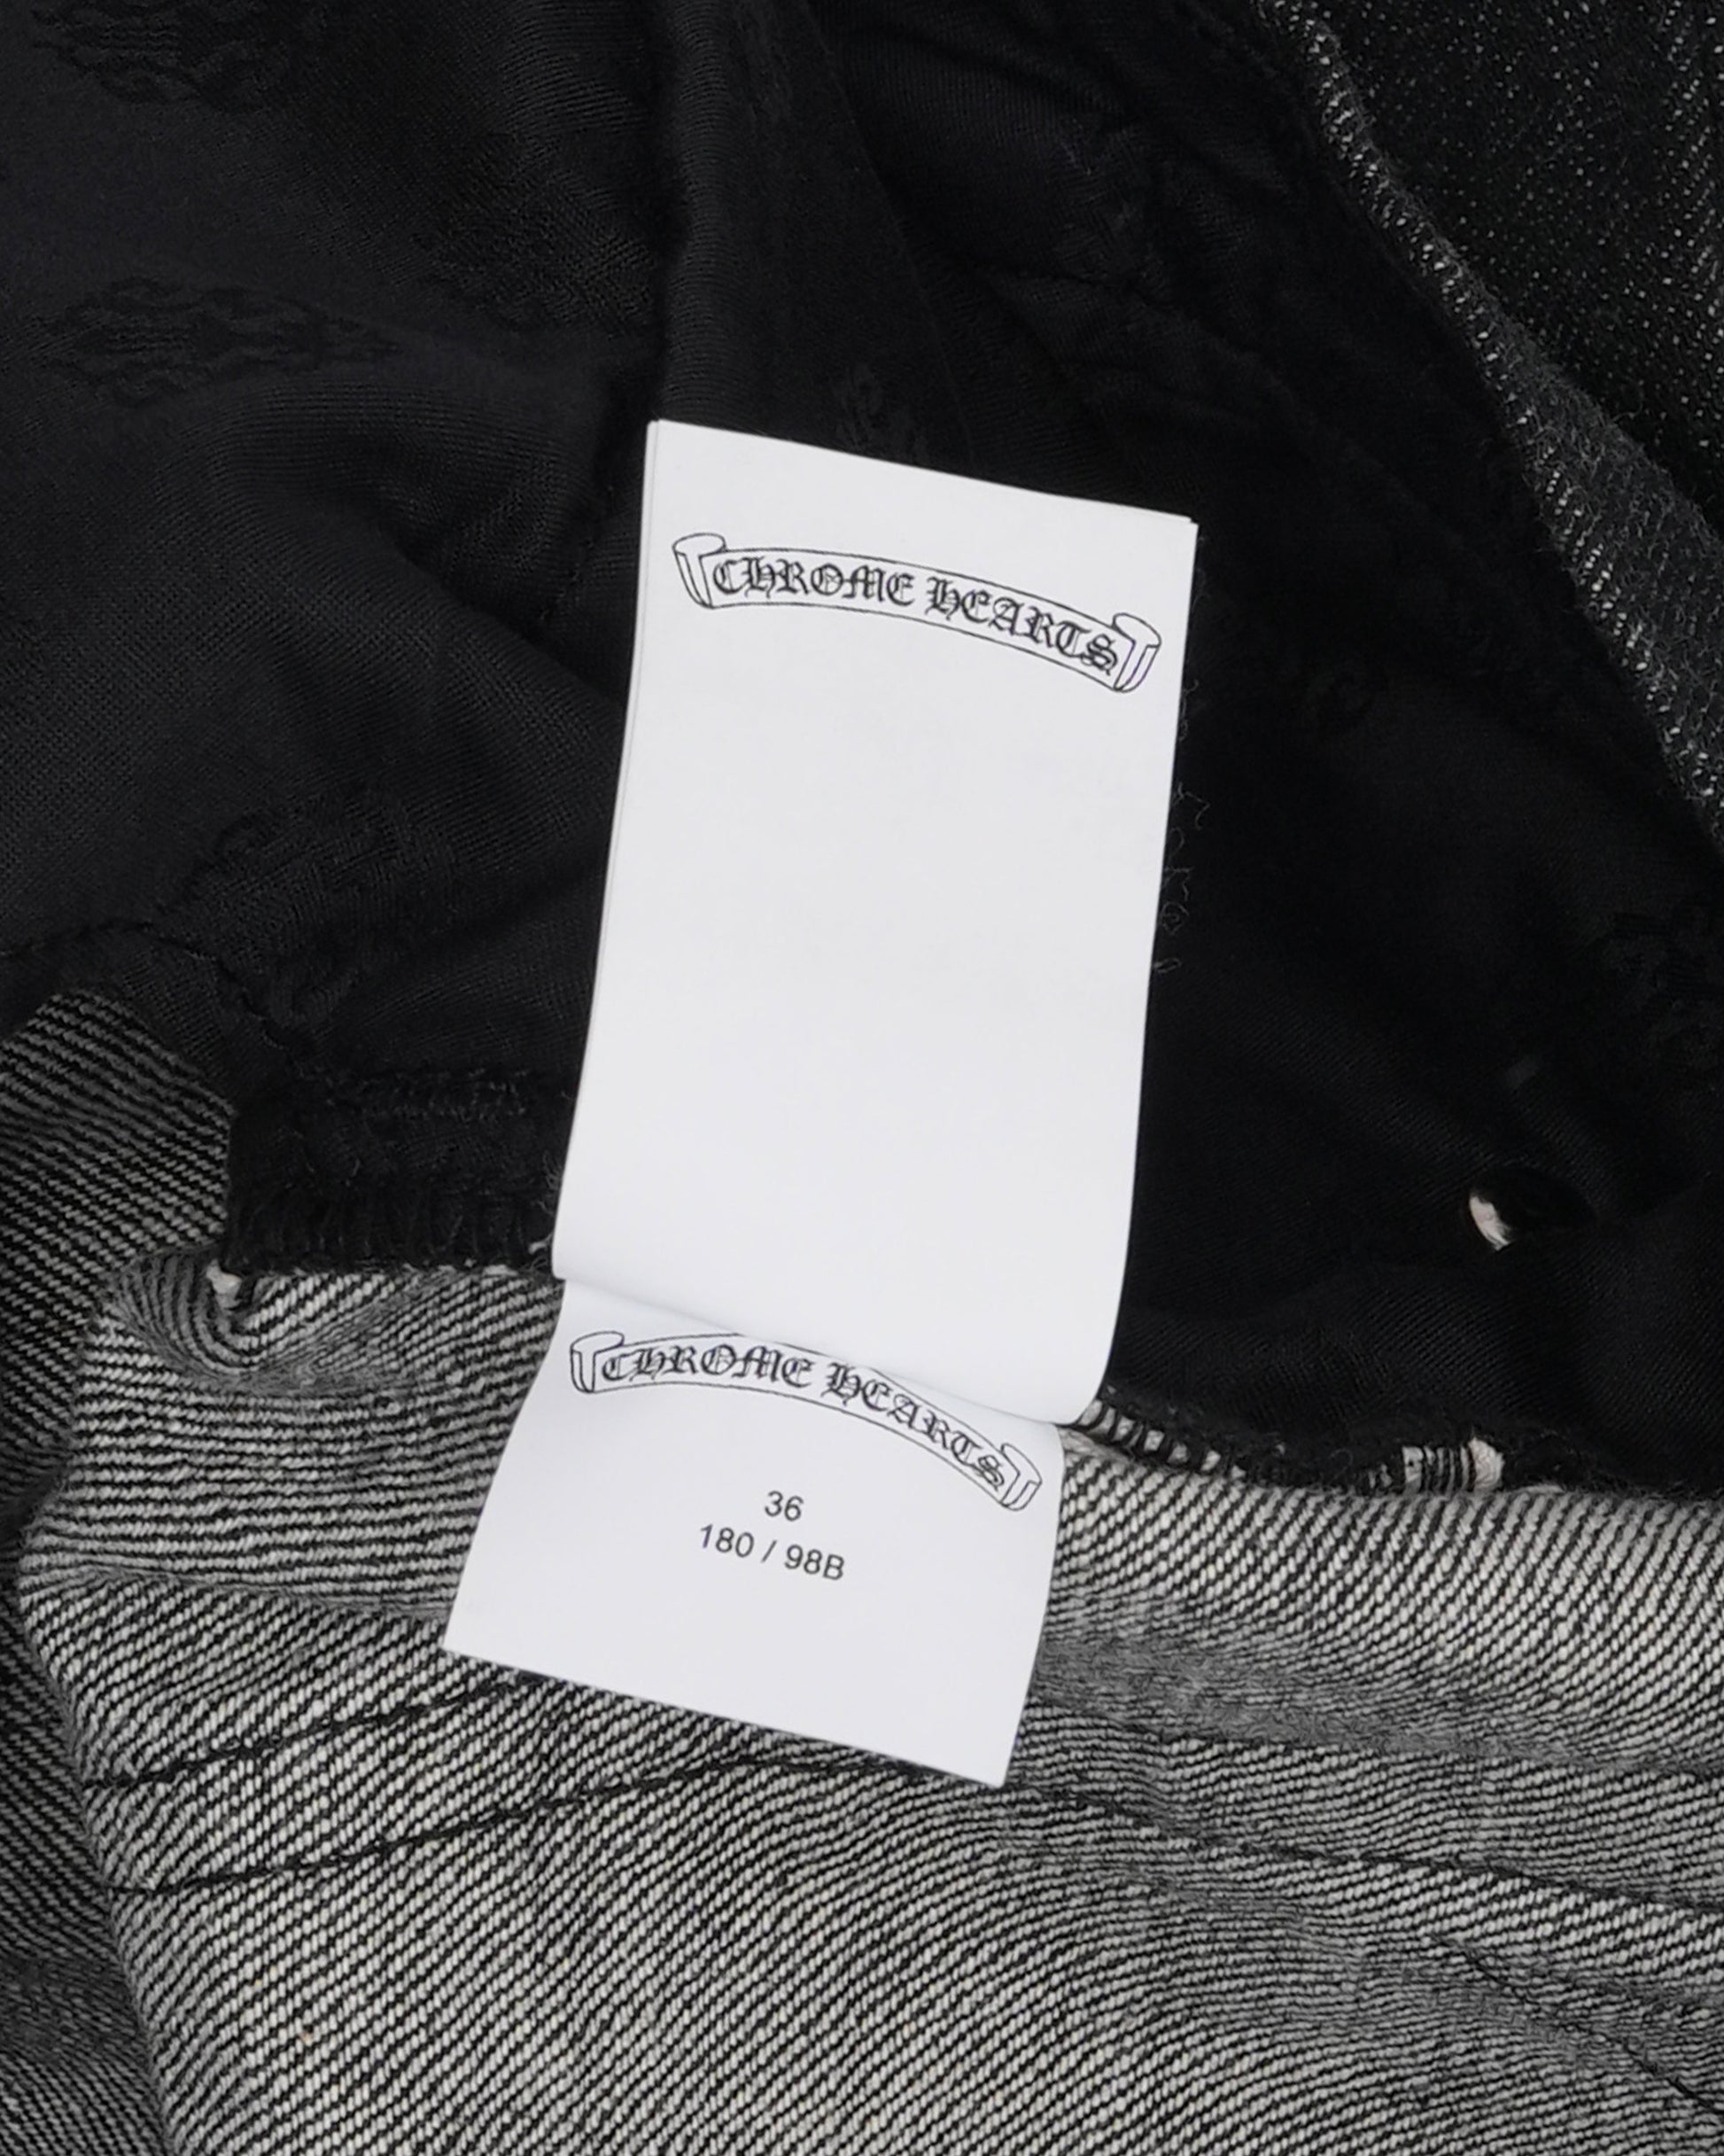 CHROME HEARTS
CHROME HEARTS
36
180 / 98B